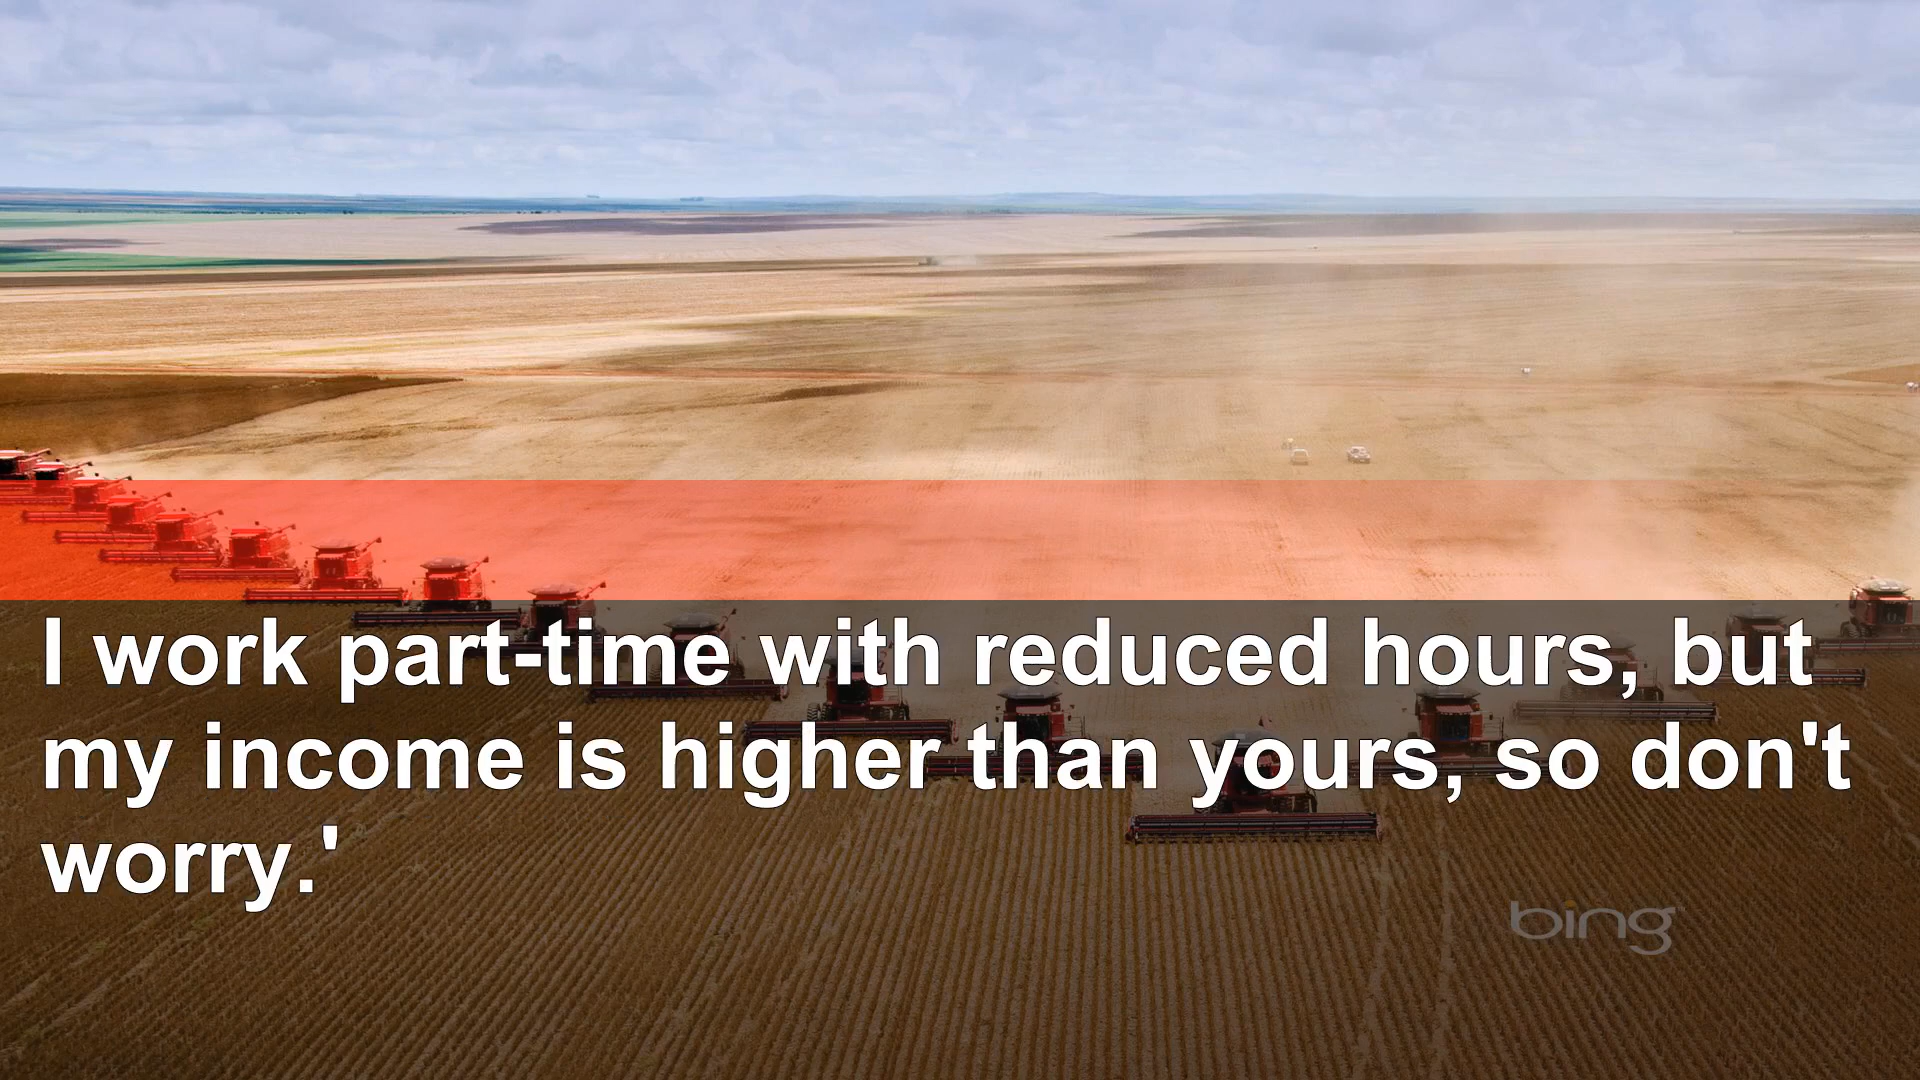 I work part-time with reduced hours, but
my income is higher than yours, so don't
worry.'
bing